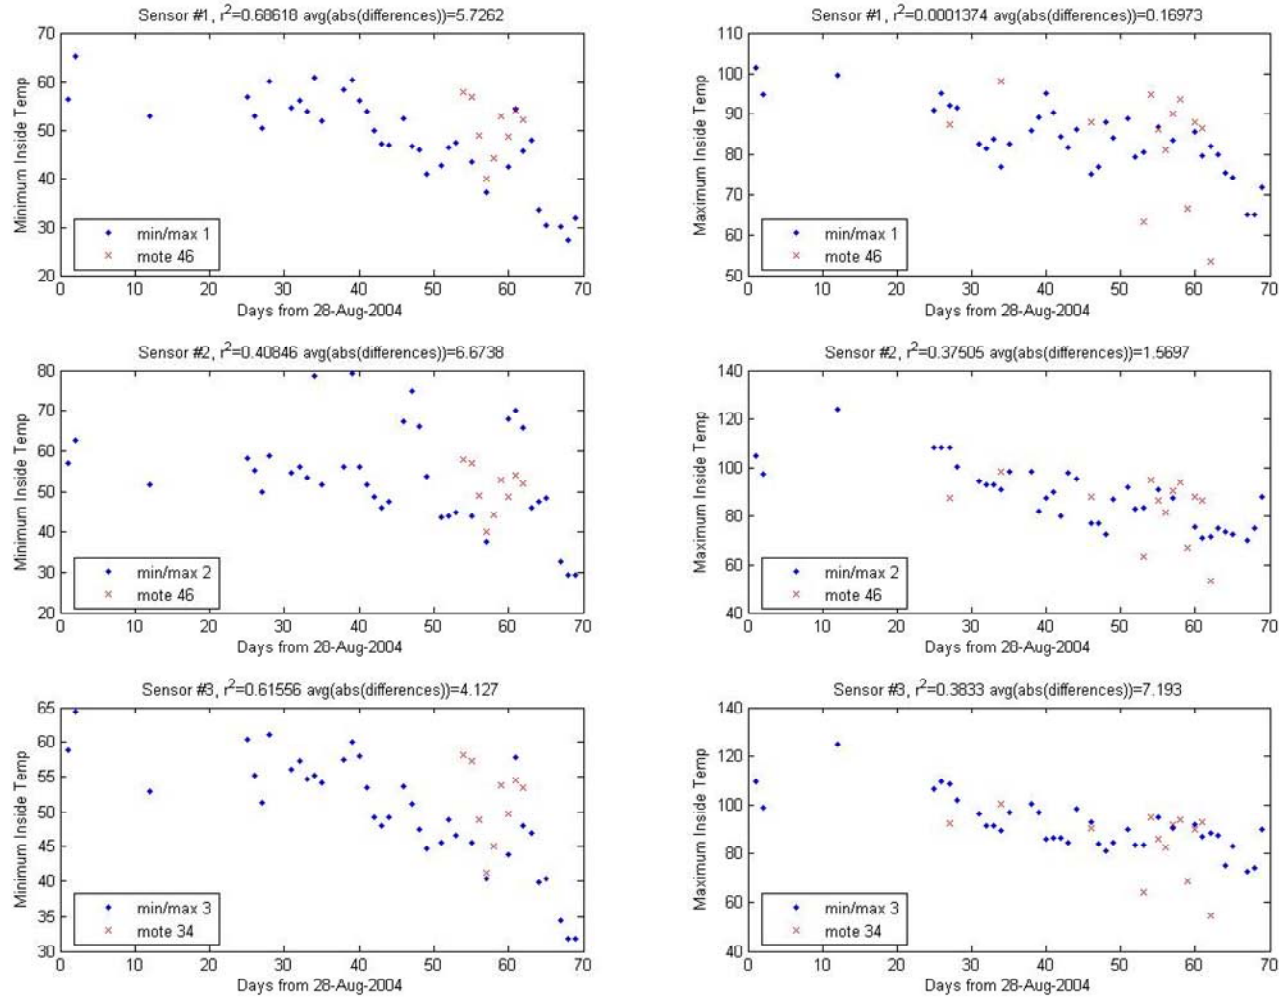 Sensor #1, r²=0.68618 avg(abs(differences))=5.7262
70
60
50
40
30
20
Minimum Inside Temp
min/max 1
mote 46
0 10 20 30 40 50 60 70
Days from 28-Aug-2004
Sensor #1, r²=0.0001374 avg(abs(differences))=0.16973
110
100
90
80
70
60
50
Maximum Inside Temp
min/max 1
mote 46
0 10 20 30 40 50 60 70
Days from 28-Aug-2004
Sensor #2, r²=0.40846 avg(abs(differences))=6.6738
80
70
60
50
40
30
20
Minimum Inside Temp
min/max 2
mote 46
0 10 20 30 40 50 60 70
Days from 28-Aug-2004
Sensor #2, r²=0.37505 avg(abs(differences))=1.5697
140
120
100
80
60
40
Maximum Inside Temp
min/max 2
mote 46
0 10 20 30 40 50 60 70
Days from 28-Aug-2004
Sensor #3, r²=0.61556 avg(abs(differences))=4.127
65
60
55
50
45
40
35
30
Minimum Inside Temp
min/max 3
mote 34
0 10 20 30 40 50 60 70
Days from 28-Aug-2004
Sensor #3, r²=0.3833 avg(abs(differences))=7.193
140
120
100
80
60
40
Maximum Inside Temp
min/max 3
mote 34
0 10 20 30 40 50 60 70
Days from 28-Aug-2004